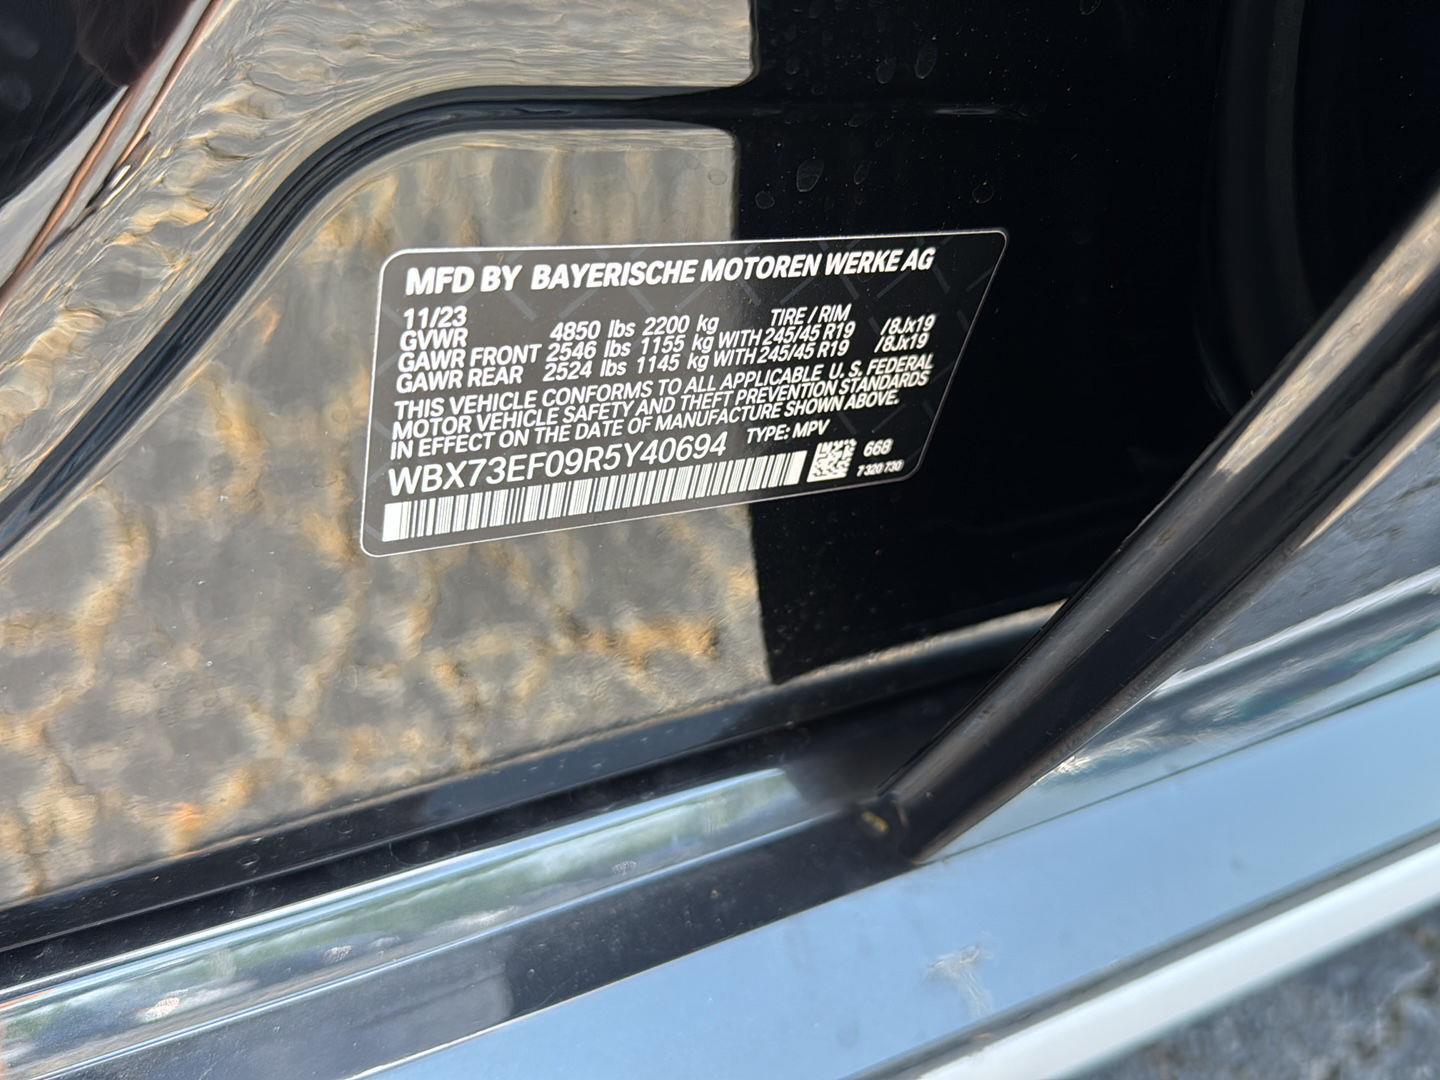 MFD BY BAYERISCHE MOTOREN WERKE AG
11/23 TIRE / RIM
GVWR 4850 lbs 2200 kg
GAWR FRONT 2546 lbs 1155 kg WITH 245/45 R19 /8Jx19
GAWR REAR 2524 lbs 1145 kg WITH 245/45 R19 /8Jx19
THIS VEHICLE CONFORMS TO ALL APPLICABLE U. S. FEDERAL
MOTOR VEHICLE SAFETY AND THEFT PREVENTION STANDARDS
IN EFFECT ON THE DATE OF MANUFACTURE SHOWN ABOVE.
WBX73EF09R5Y40694 TYPE: MPV
668
7 320 730